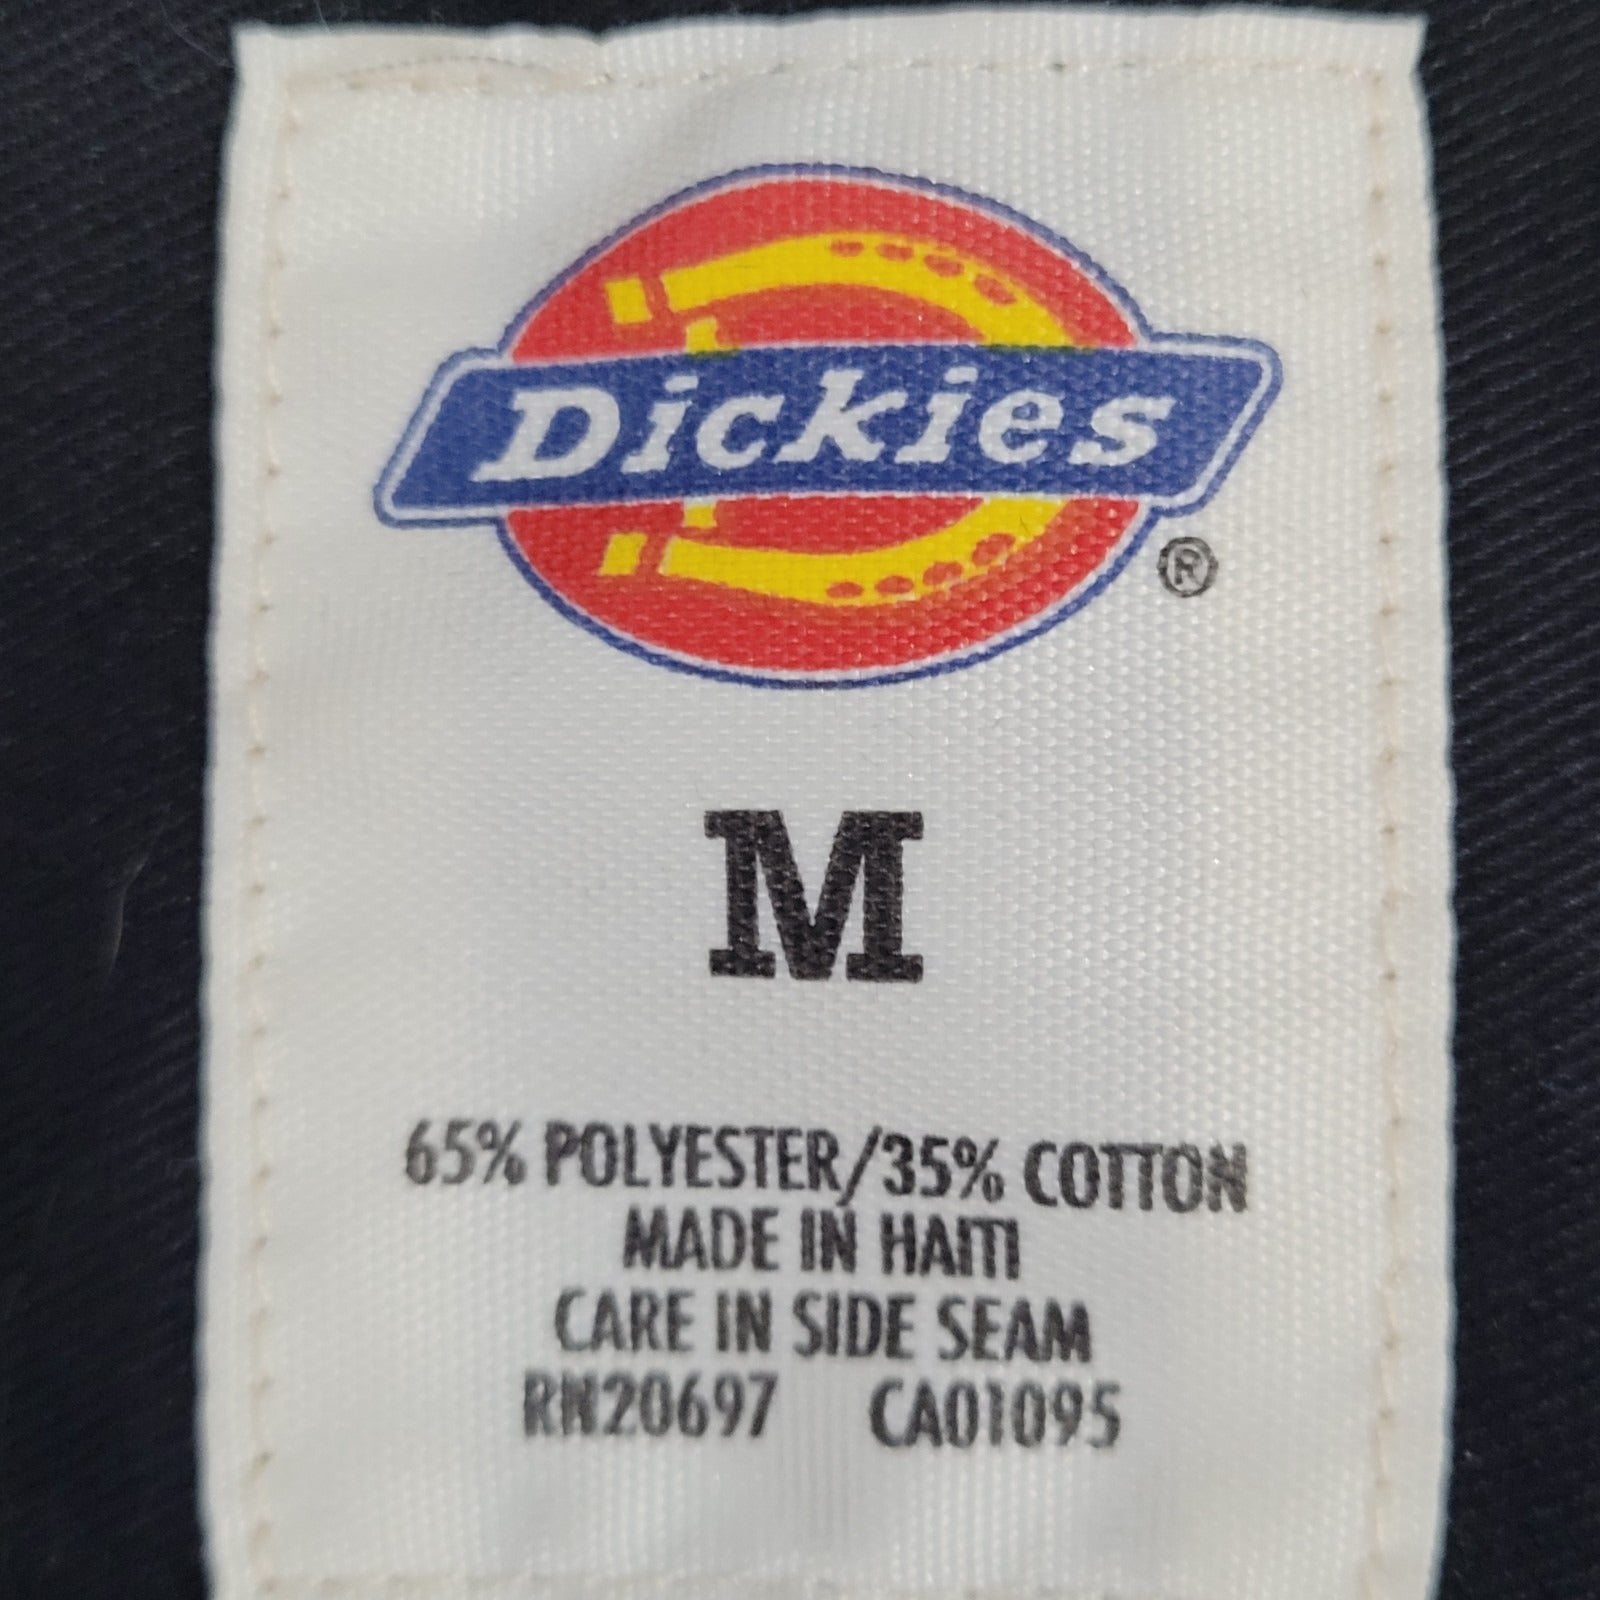 Dickies
®
M
65% POLYESTER/35% COTTON
MADE IN HAITI
CARE IN SIDE SEAM
RN20697 CA01095